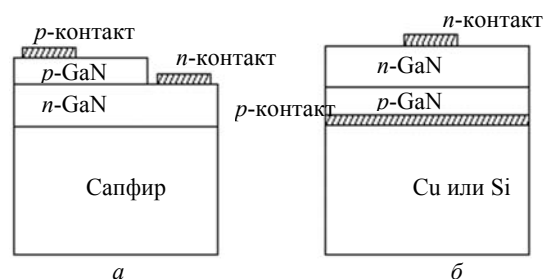 p-контакт
n-контакт
p-GaN
n-GaN
Сапфир
а
n-контакт
n-GaN
p-GaN
p-контакт
Cu или Si
б